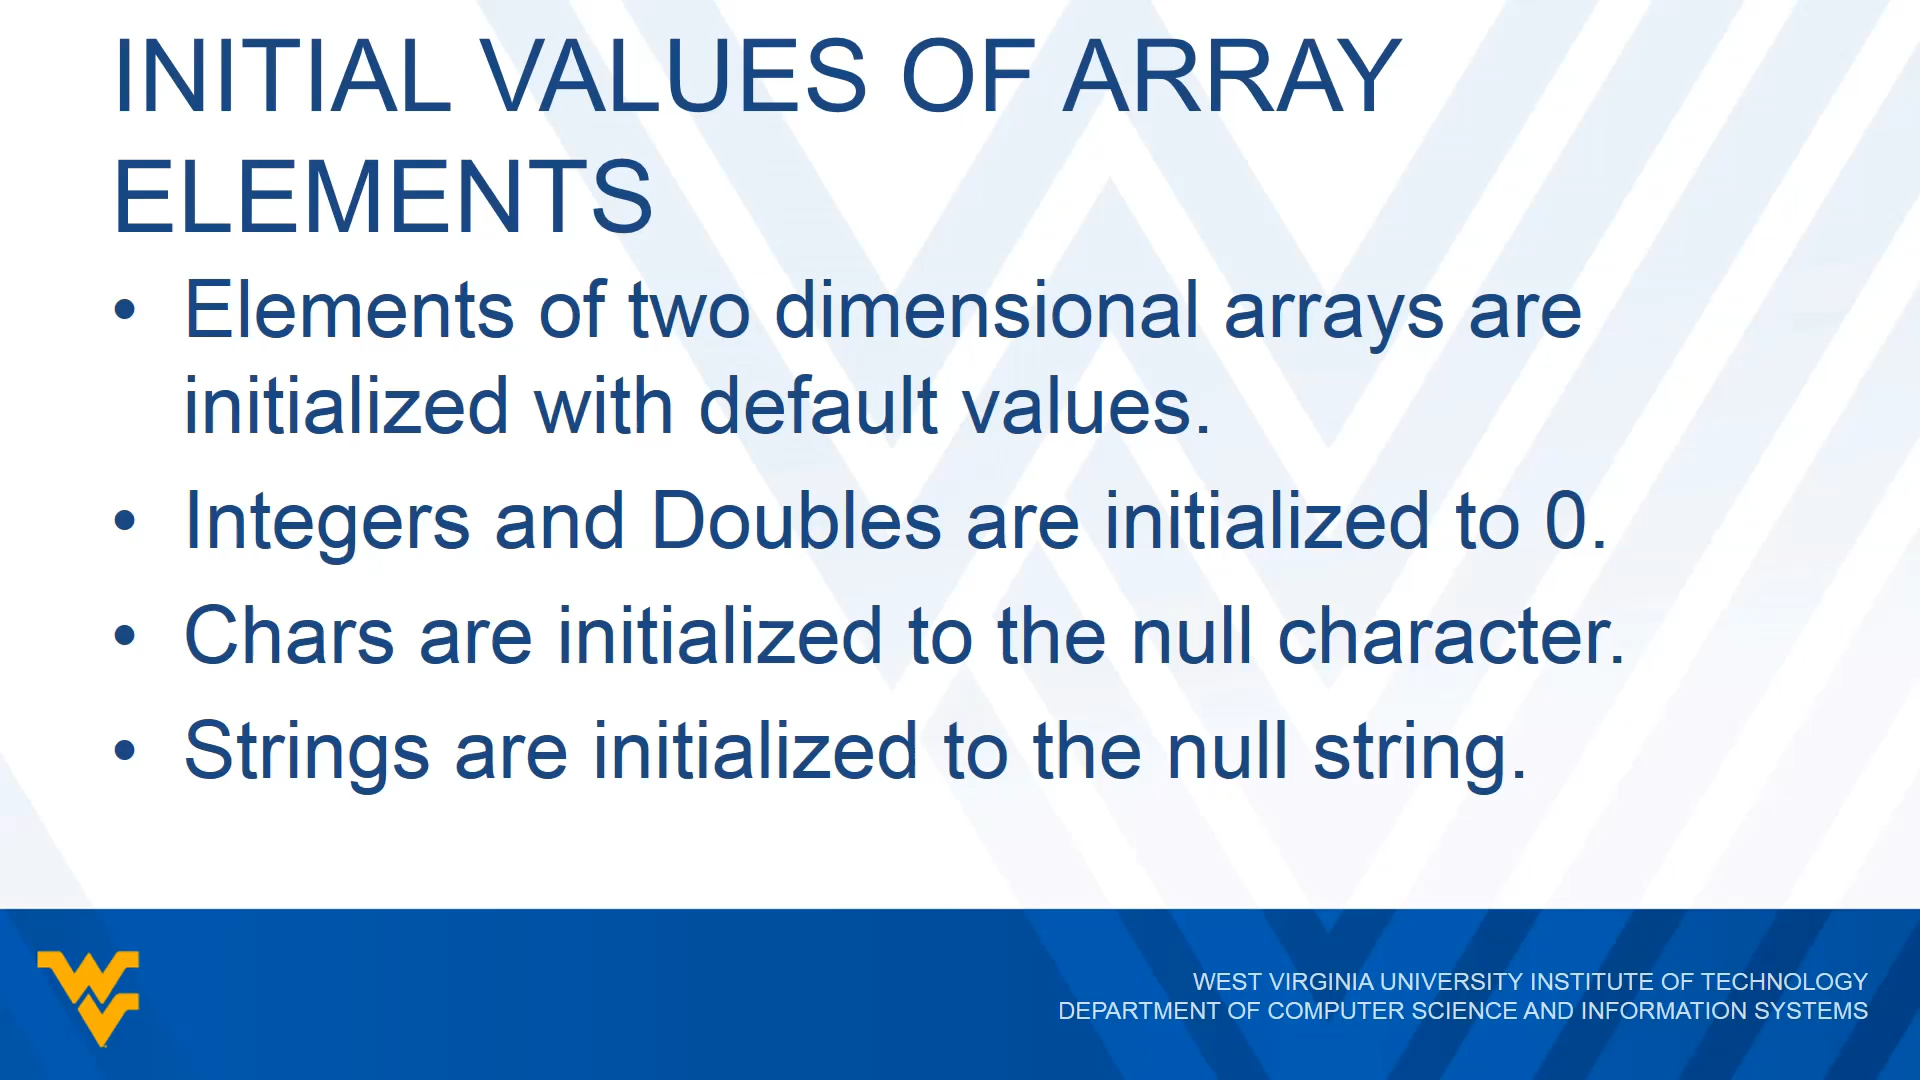 INITIAL VALUES OF ARRAY
ELEMENTS
• Elements of two dimensional arrays are
initialized with default values.
• Integers and Doubles are initialized to 0.
• Chars are initialized to the null character.
• Strings are initialized to the null string.
WEST VIRGINIA UNIVERSITY INSTITUTE OF TECHNOLOGY
DEPARTMENT OF COMPUTER SCIENCE AND INFORMATION SYSTEMS